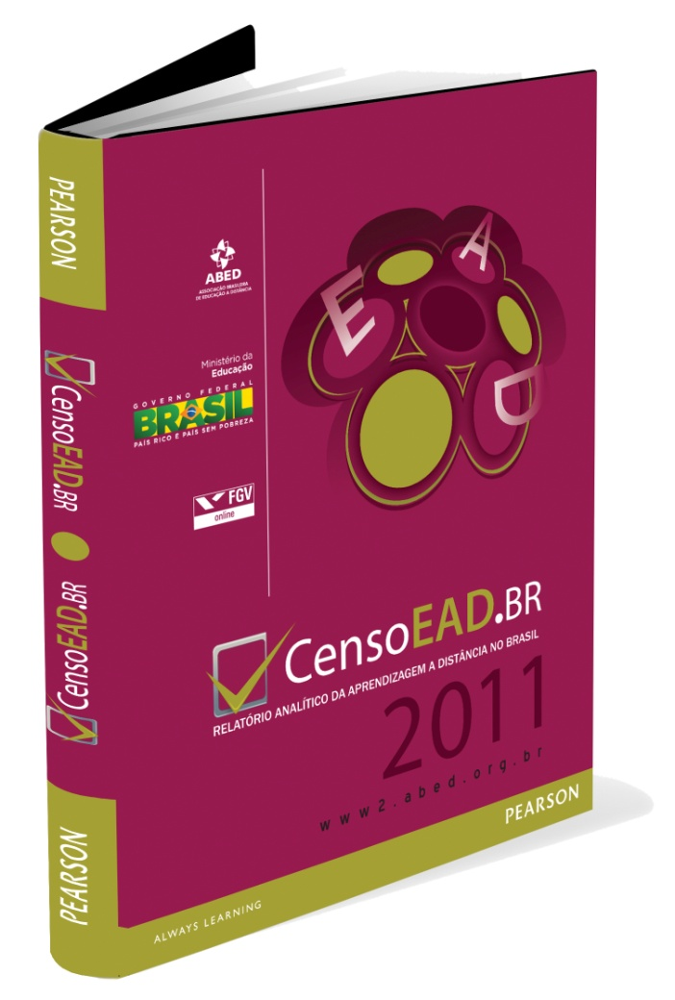 PEARSON
CensoEAD.BR
CensoEAD.BR
PEARSON
ABED
ASSOCIAÇÃO BRASILEIRA
DE EDUCAÇÃO A DISTÂNCIA
Ministério da
Educação
GOVERNO FEDERAL
BRASIL
PAÍS RICO É PAÍS SEM POBREZA
FGV
online
E A D
CensoEAD.BR
RELATÓRIO ANALÍTICO DA APRENDIZAGEM A DISTÂNCIA NO BRASIL
2011
www2.abed.org.br
PEARSON
ALWAYS LEARNING